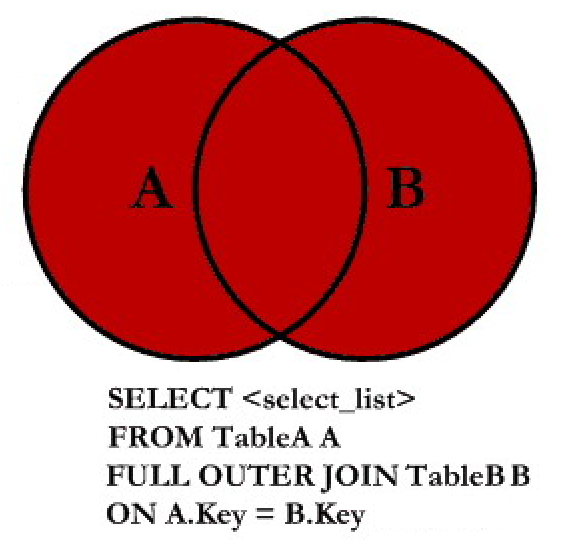 A
B
SELECT <select_list>
FROM TableA A
FULL OUTER JOIN TableB B
ON A.Key = B.Key